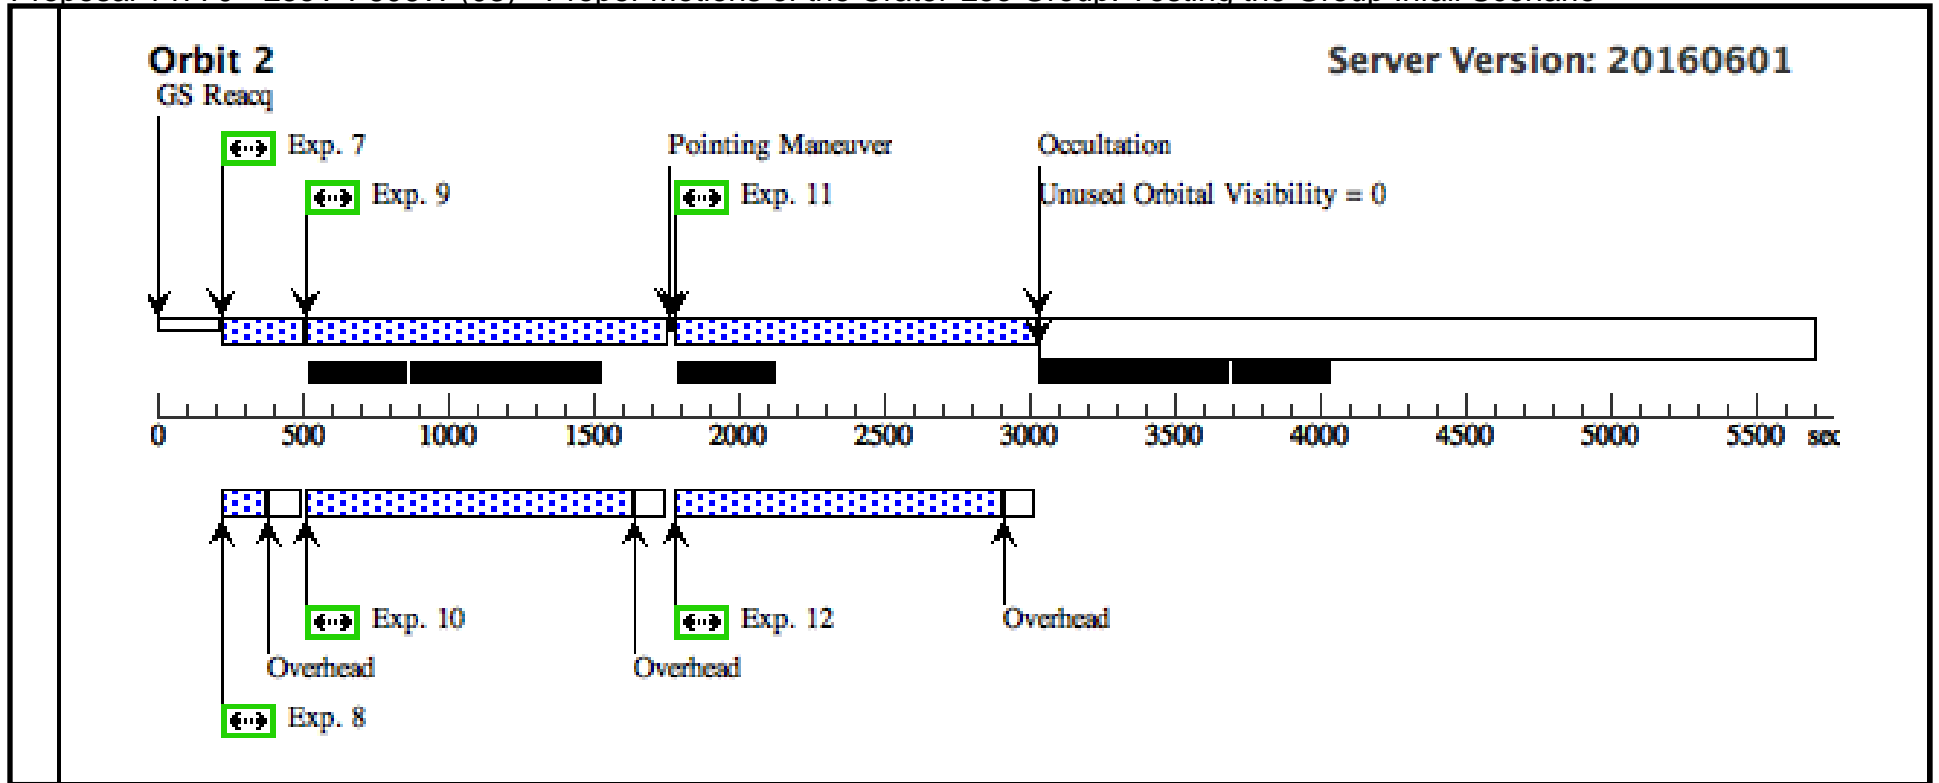 Orbit 2
Server Version: 20160601
GS Reacq
Exp. 7
Pointing Maneuver
Occultation
Exp. 9
Exp. 11
Unused Orbital Visibility = 0
0 500 1000 1500 2000 2500 3000 3500 4000 4500 5000 5500 sec
Exp. 10
Exp. 12
Overhead
Overhead
Overhead
Exp. 8